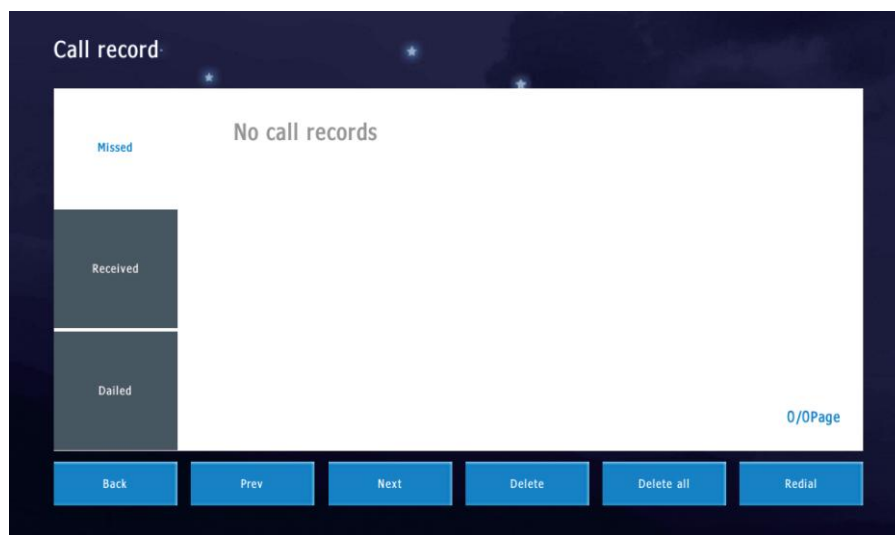 Call record
Missed
No call records
Received
Dailed
0/0Page
Back Prev Next Delete Delete all Redial